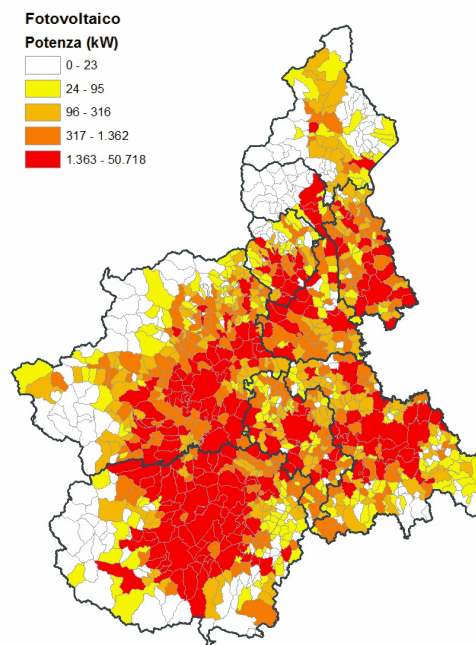 Fotovoltaico
Potenza (kW)
0 - 23
24 - 95
96 - 316
317 - 1.362
1.363 - 50.718